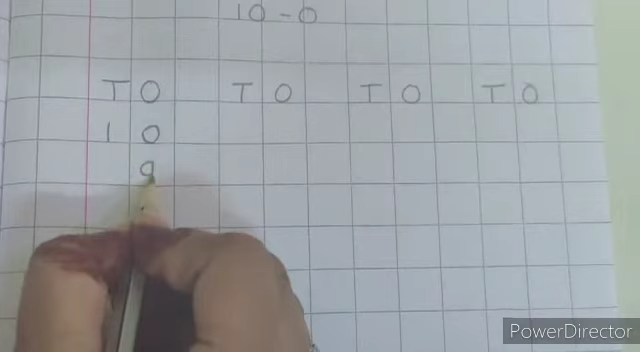 10-0
T O T O T O T O
1 0
9
PowerDirector